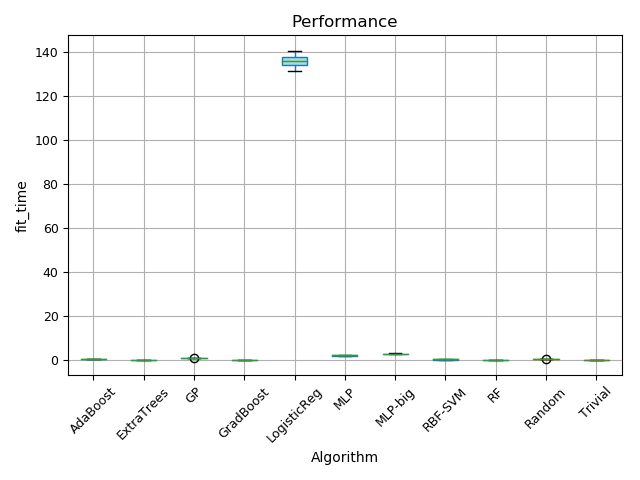 Performance
140
120
100
80
60
40
20
0
fit_time
AdaBoost
ExtraTrees
GP
GradBoost
LogisticReg
MLP
MLP-big
RBF-SVM
RF
Random
Trivial
Algorithm